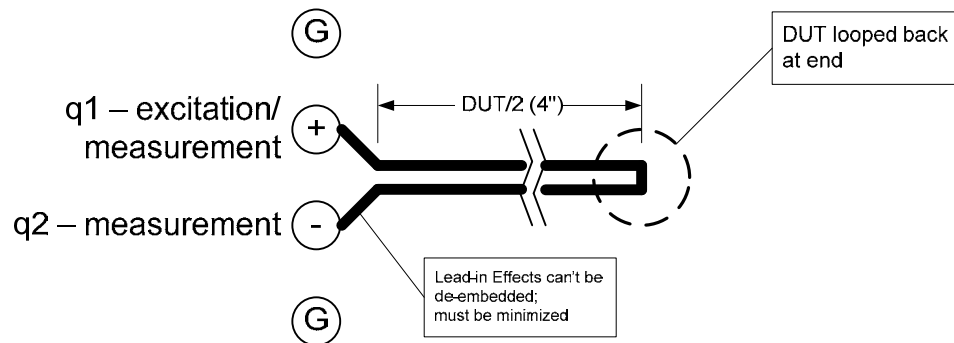 G
DUT looped back
at end
q1 – excitation/
measurement
+
DUT/2 (4")
q2 – measurement
-
Lead-in Effects can't be
de-embedded;
must be minimized
G